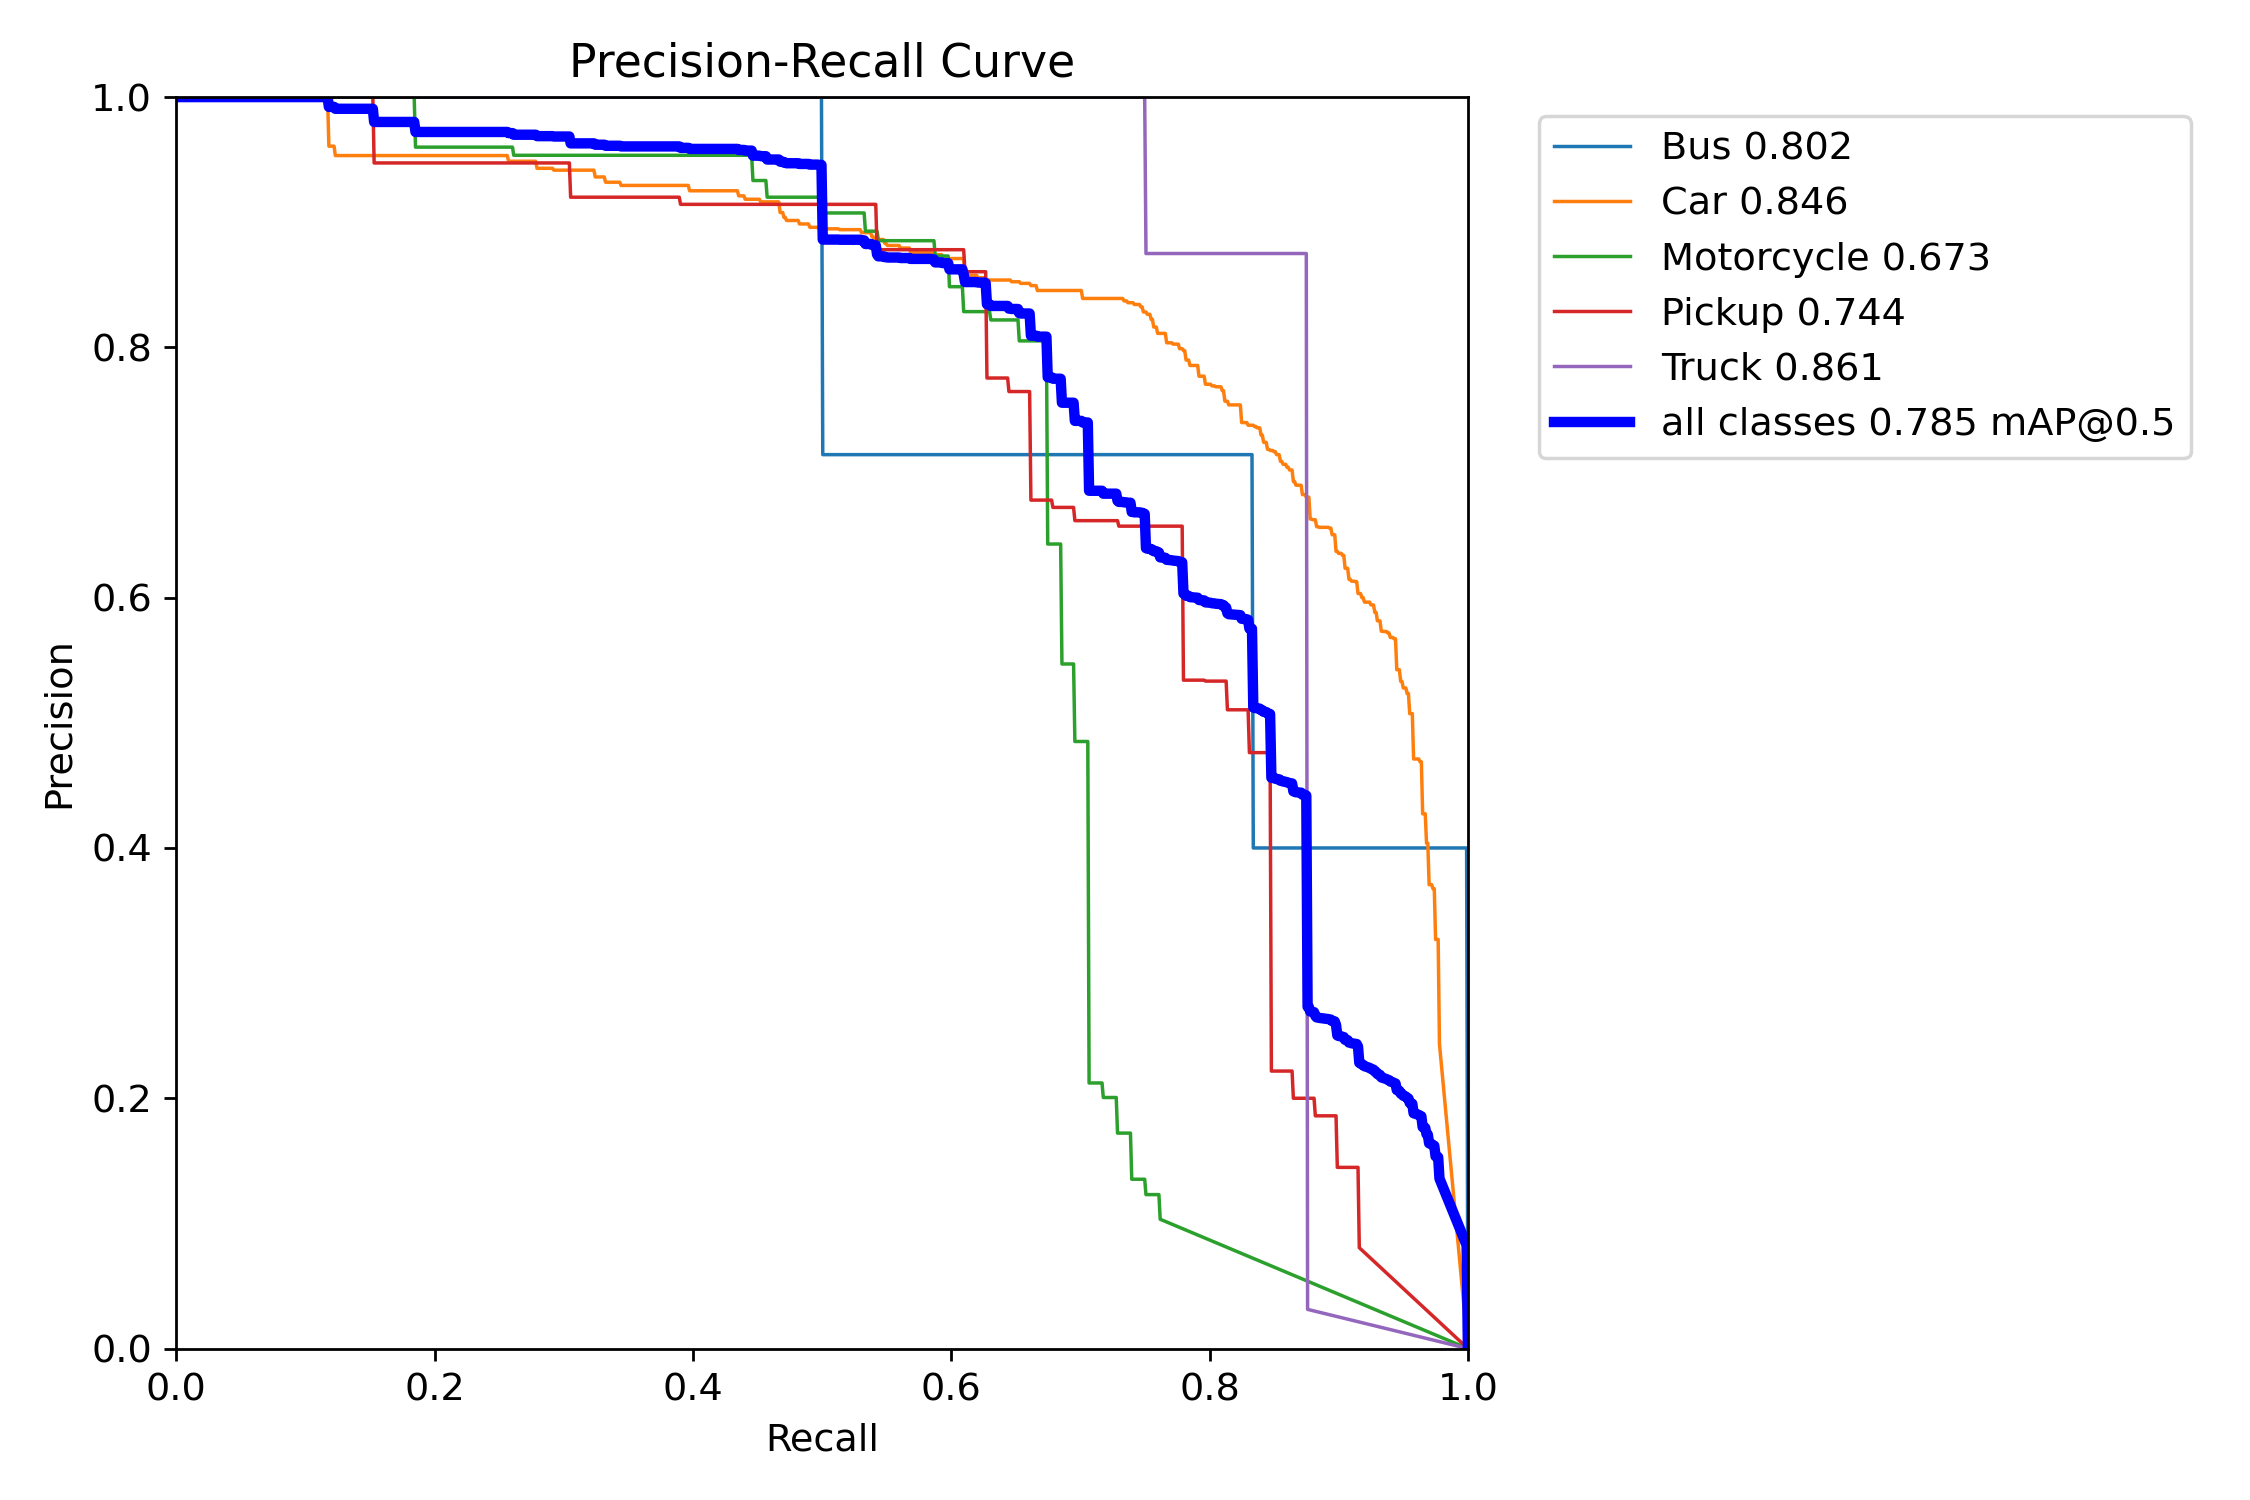 Precision-Recall Curve
1.0
0.8
0.6
0.4
0.2
0.0
Precision
0.0 0.2 0.4 0.6 0.8 1.0
Recall
Bus 0.802
Car 0.846
Motorcycle 0.673
Pickup 0.744
Truck 0.861
all classes 0.785 mAP@0.5